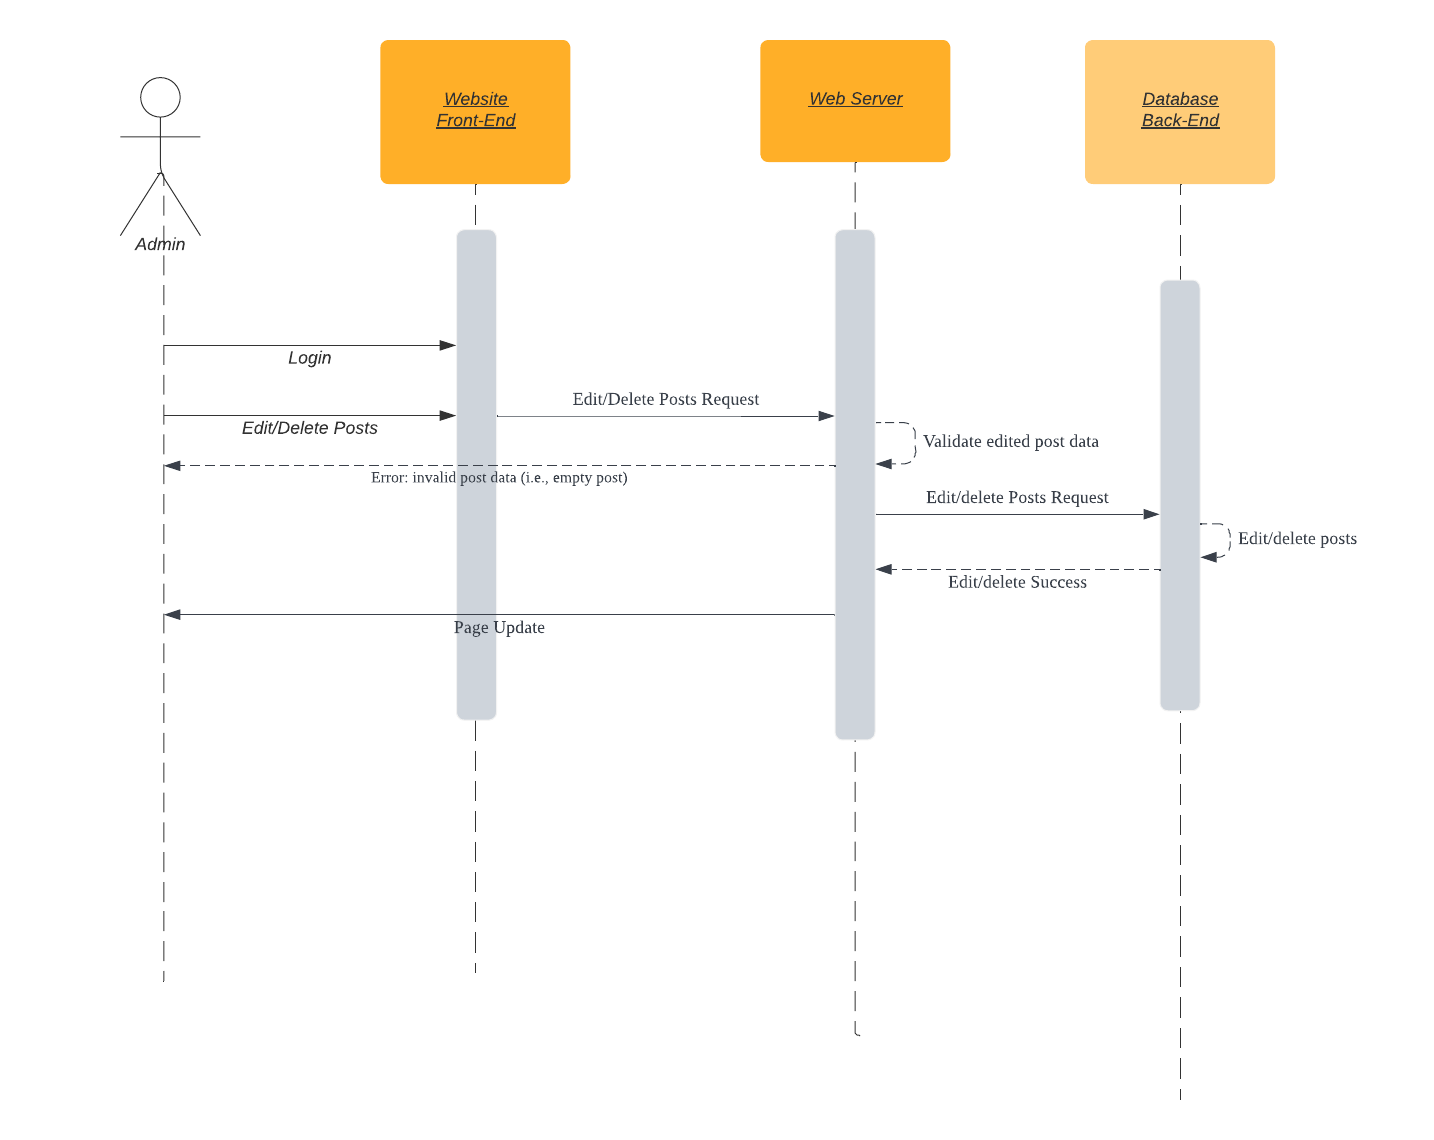 Website
Front-End
Web Server
Database
Back-End
Admin
Login
Edit/Delete Posts Request
Edit/Delete Posts
Validate edited post data
Error: invalid post data (i.e., empty post)
Edit/delete Posts Request
Edit/delete posts
Edit/delete Success
Page Update